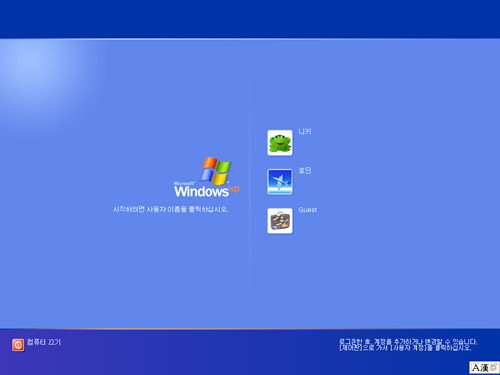 니키
로딘
Guest
Microsoft
Windows xp
시작하려면 사용자 이름을 클릭하십시오.
컴퓨터 끄기
로그온한 후, 계정을 추가하거나 변경할 수 있습니다.
[제어판]으로 가서 [사용자 계정]을 클릭하십시오.
A漢